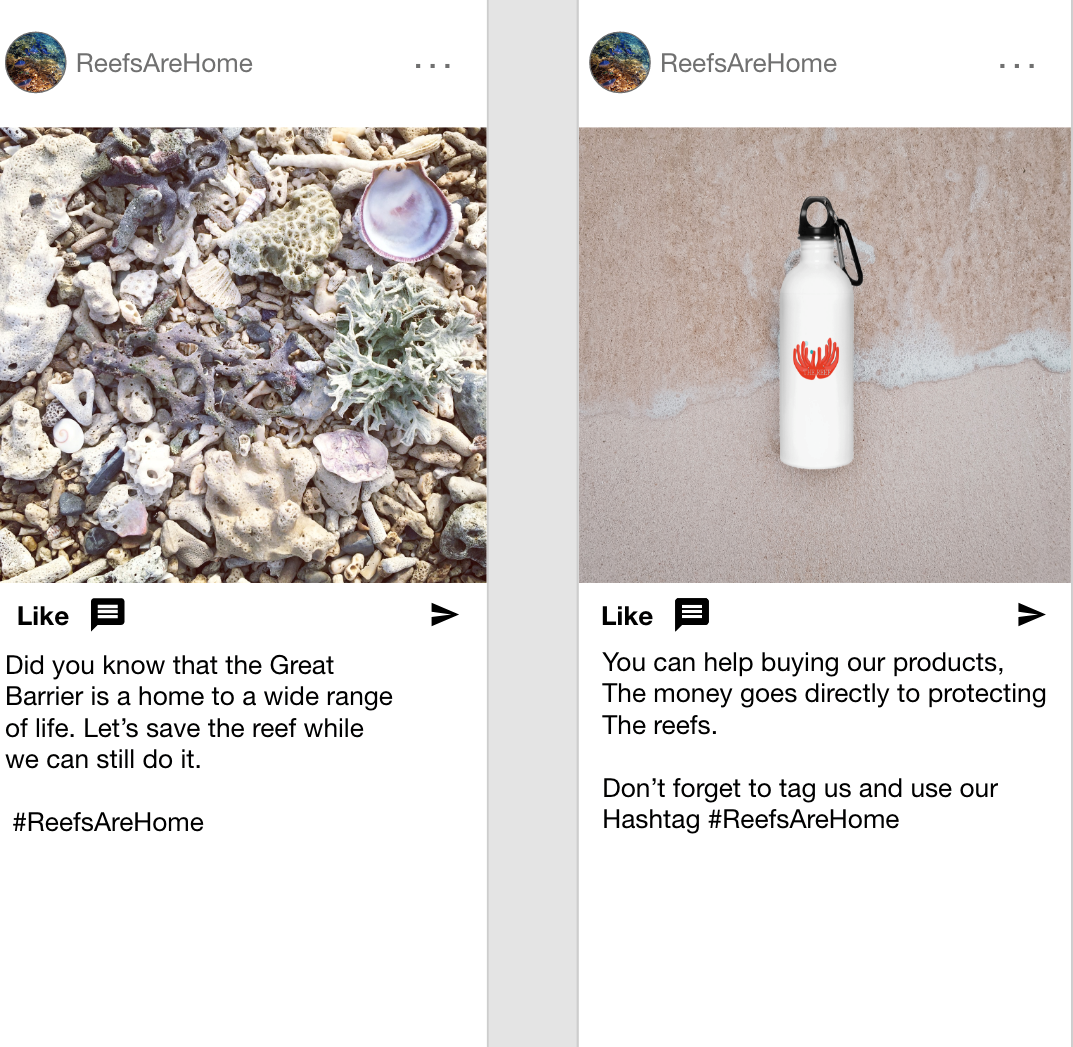 ReefsAreHome
Like
Did you know that the Great
Barrier is a home to a wide range
of life. Let’s save the reef while
we can still do it.
#ReefsAreHome
ReefsAreHome
THE REEF
Like
You can help buying our products,
The money goes directly to protecting
The reefs.
Don’t forget to tag us and use our
Hashtag #ReefsAreHome